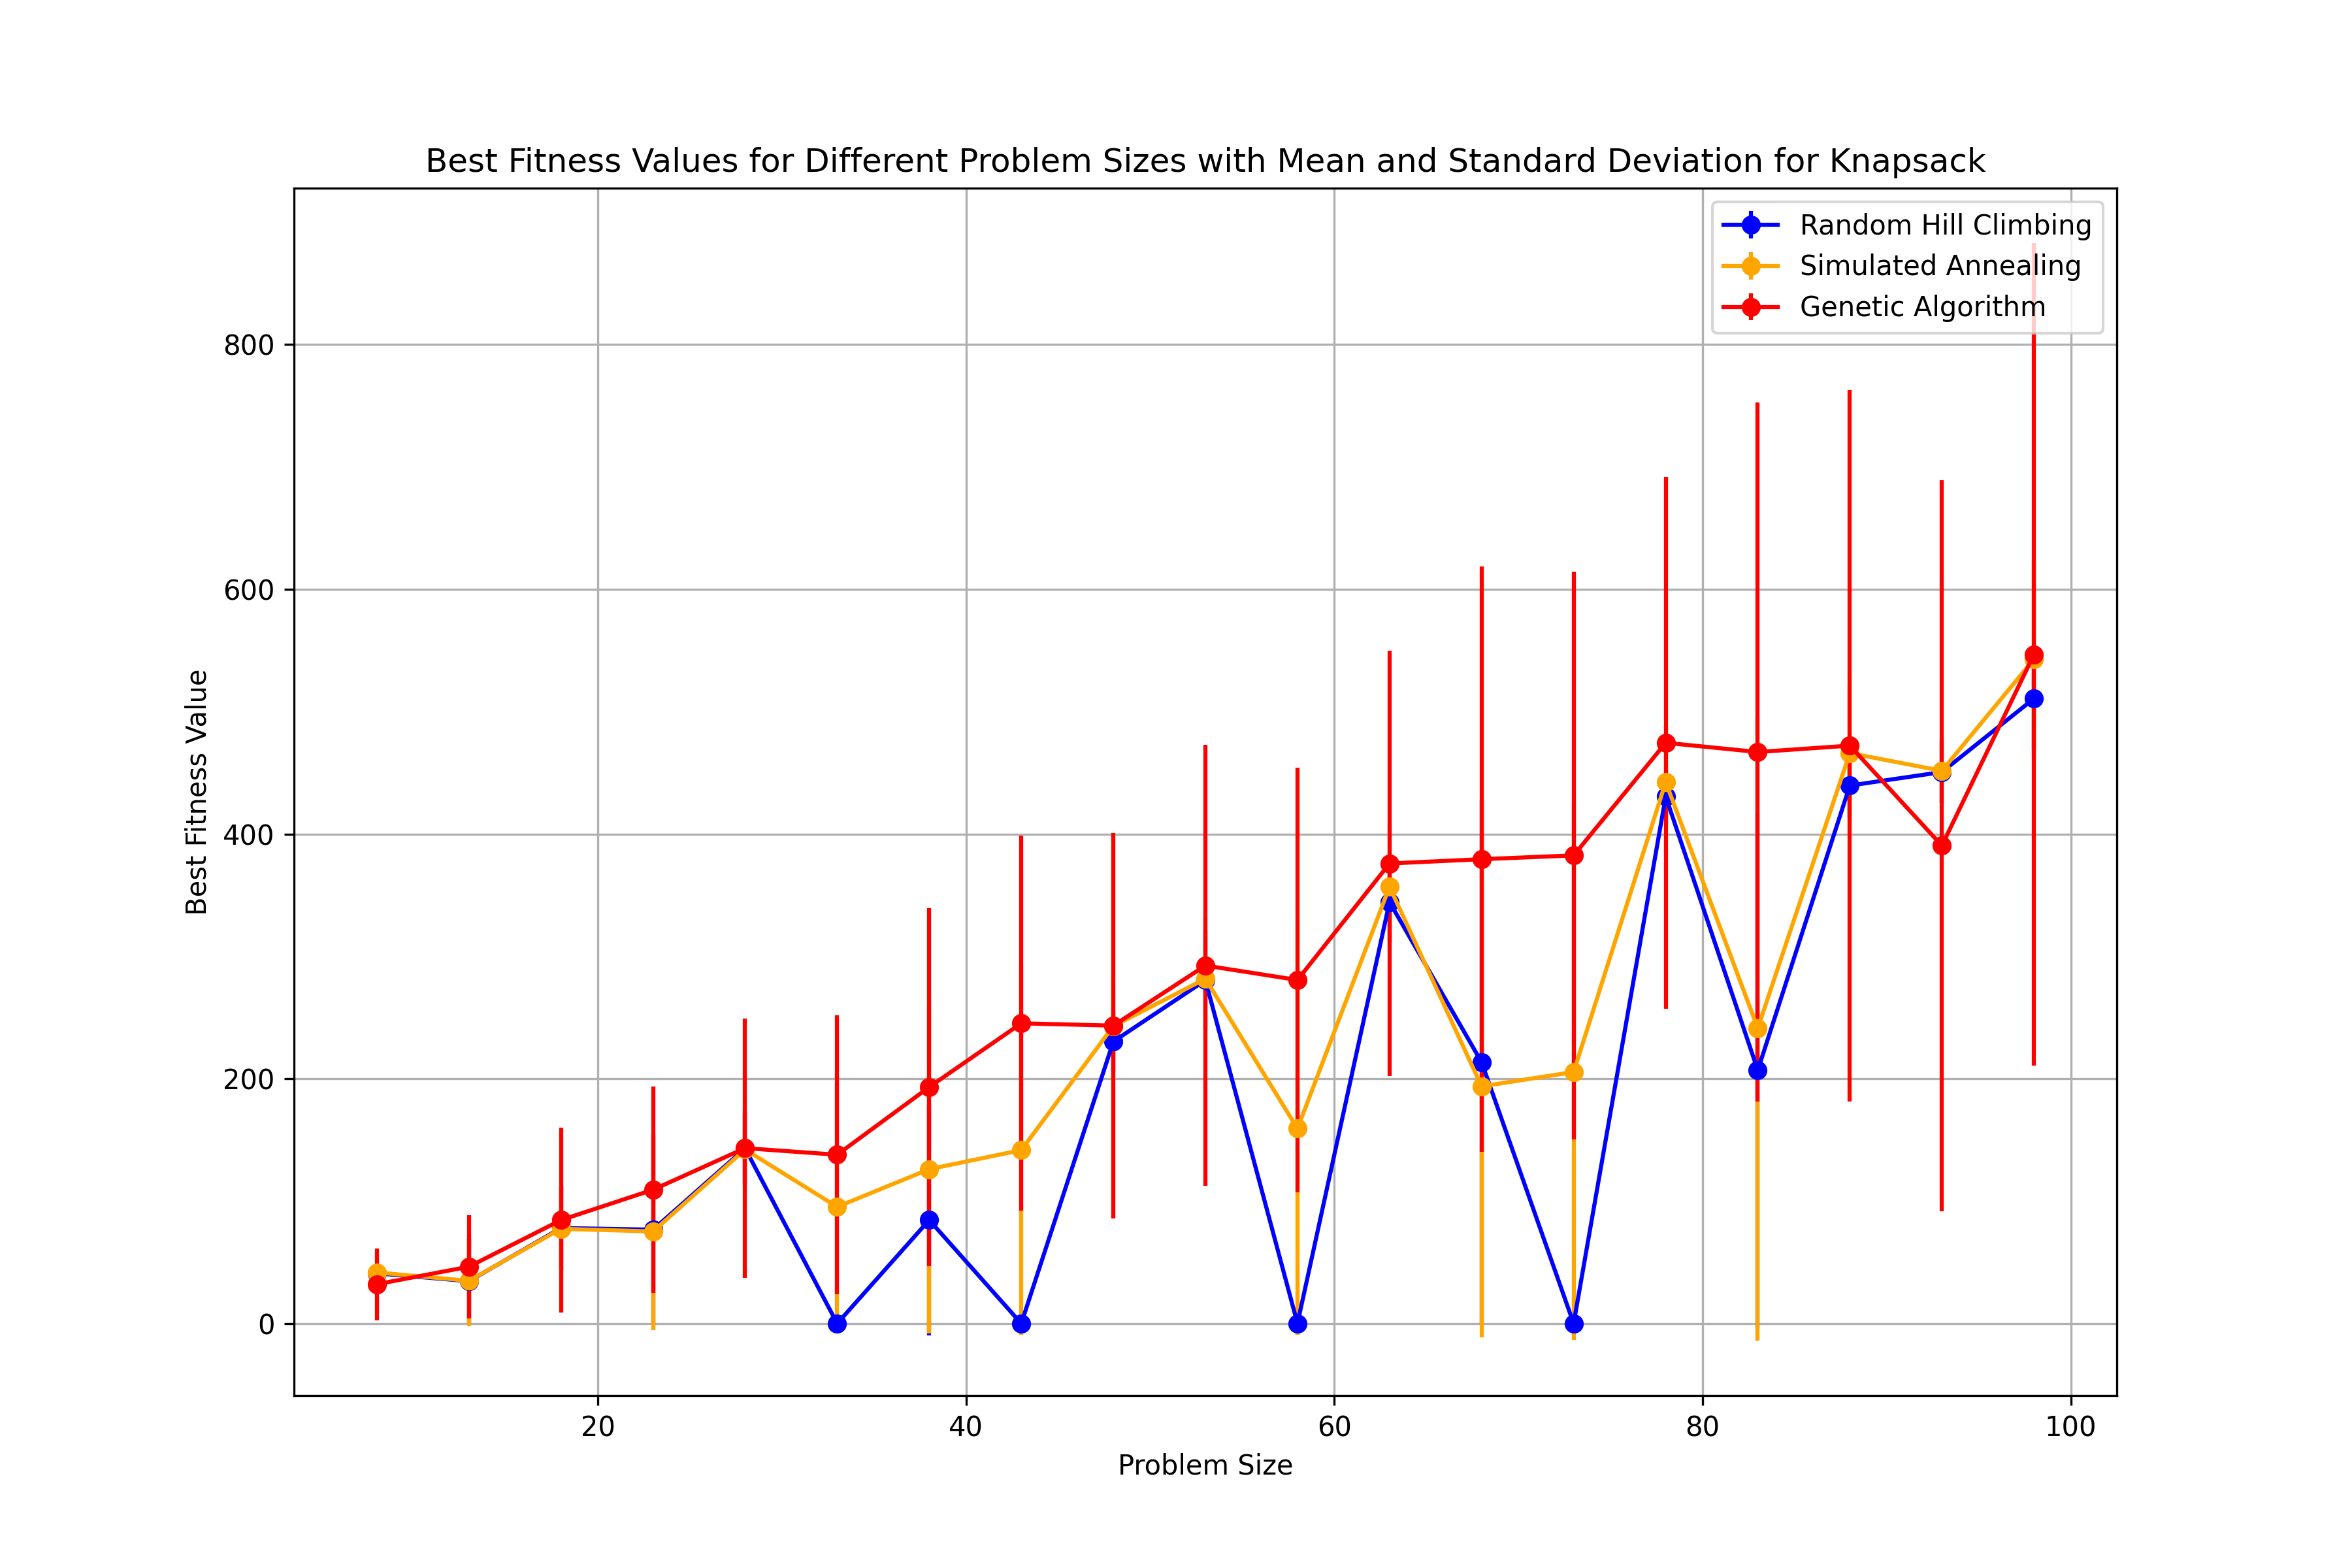 Best Fitness Values for Different Problem Sizes with Mean and Standard Deviation for Knapsack
Random Hill Climbing
Simulated Annealing
Genetic Algorithm
Best Fitness Value
800
600
400
200
0
20 40 60 80 100
Problem Size